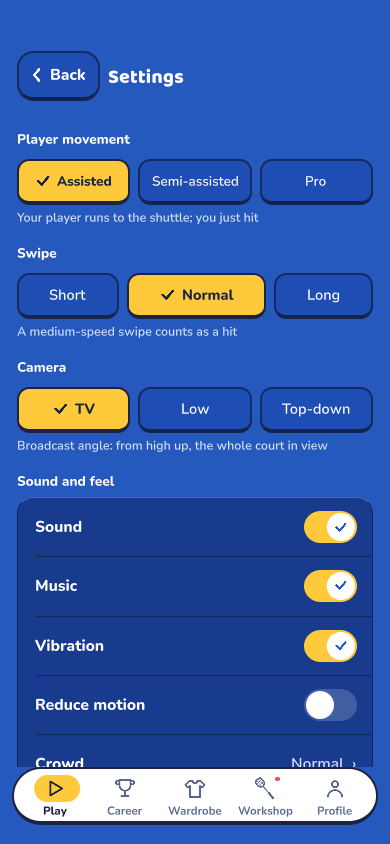 Back
Settings
Player movement
Assisted
Semi-assisted
Pro
Your player runs to the shuttle; you just hit
Swipe
Short
Normal
Long
A medium-speed swipe counts as a hit
Camera
TV
Low
Top-down
Broadcast angle: from high up, the whole court in view
Sound and feel
Sound
Music
Vibration
Reduce motion
Crowd
Normal
Play
Career
Wardrobe
Workshop
Profile